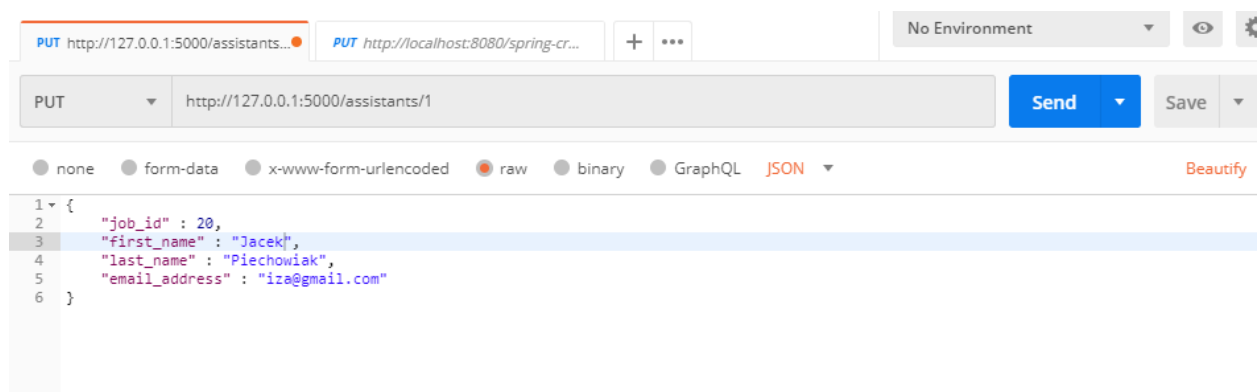 PUT http://127.0.0.1:5000/assistants... PUT http://localhost:8080/spring-cr... + ••• No Environment
PUT http://127.0.0.1:5000/assistants/1 Send Save
none form-data x-www-form-urlencoded raw binary GraphQL JSON Beautify
1 {
2 "job_id" : 20,
3 "first_name" : "Jacek",
4 "last_name" : "Piechowiak",
5 "email_address" : "iza@gmail.com"
6 }